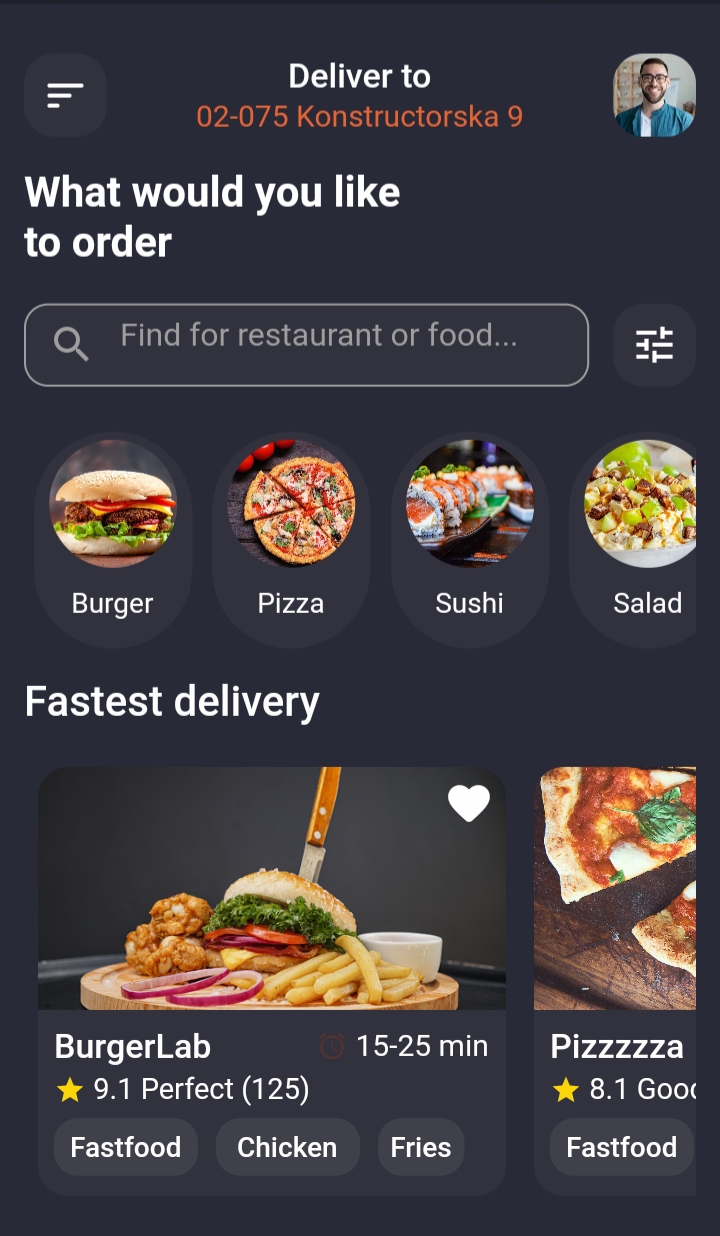 Deliver to
02-075 Konstructorska 9
What would you like
to order
Find for restaurant or food...
Burger
Pizza
Sushi
Salad
Fastest delivery
BurgerLab
15-25 min
9.1 Perfect (125)
Fastfood
Chicken
Fries
Pizzzzza
8.1 Good
Fastfood